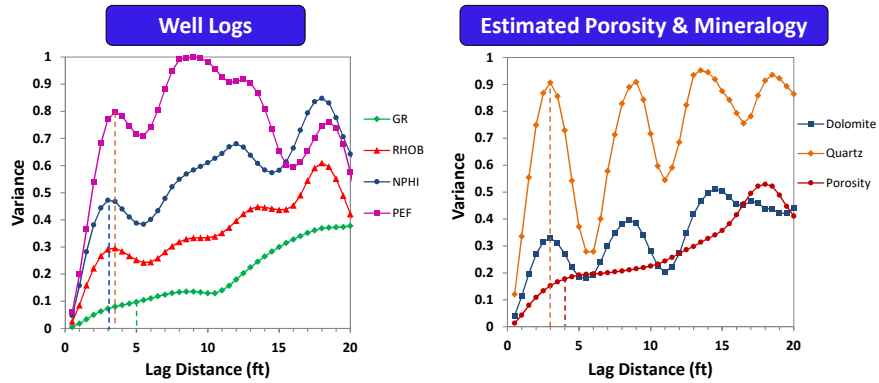 Well Logs
Variance
1
0.9
0.8
0.7
0.6
0.5
0.4
0.3
0.2
0.1
0
0
5
10
15
20
Lag Distance (ft)
GR
RHOB
NPHI
PEF
Estimated Porosity & Mineralogy
Variance
1
0.9
0.8
0.7
0.6
0.5
0.4
0.3
0.2
0.1
0
0
5
10
15
20
Lag Distance (ft)
Dolomite
Quartz
Porosity